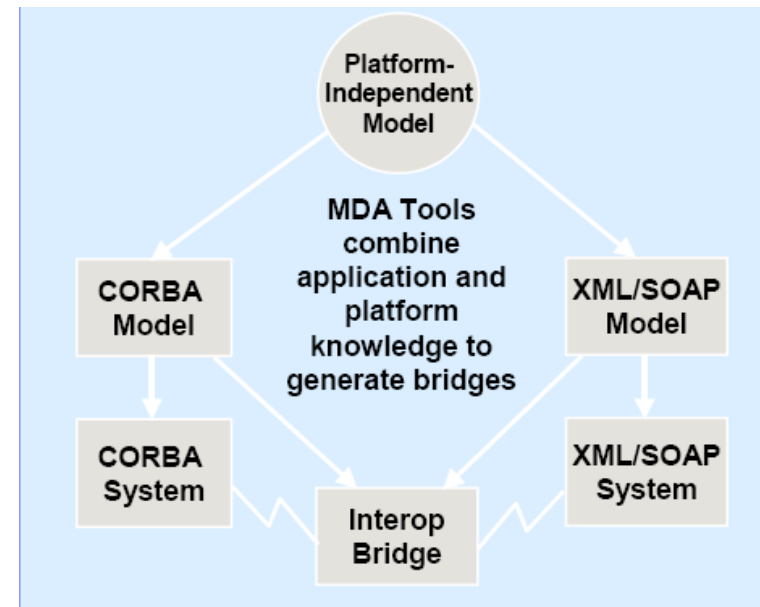 Platform-
Independent
Model
MDA Tools
combine
application and
platform
knowledge to
generate bridges
CORBA
Model
XML/SOAP
Model
CORBA
System
XML/SOAP
System
Interop
Bridge